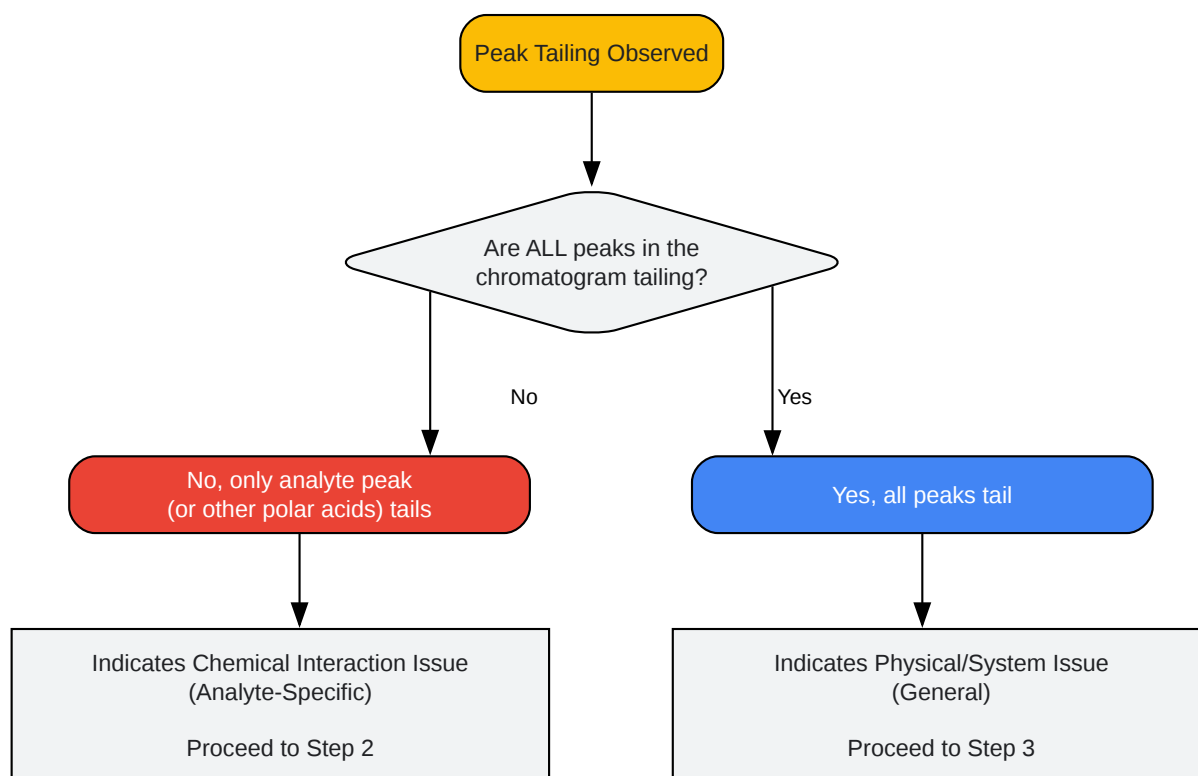 Peak Tailing Observed
Are ALL peaks in the
chromatogram tailing?
No
Yes
No, only analyte peak
(or other polar acids) tails
Yes, all peaks tail
Indicates Chemical Interaction Issue
(Analyte-Specific)
Proceed to Step 2
Indicates Physical/System Issue
(General)
Proceed to Step 3